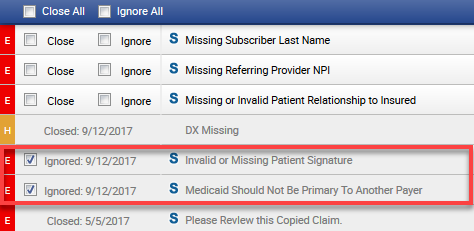 Close All Ignore All
E Close Ignore S Missing Subscriber Last Name
E Close Ignore S Missing Referring Provider NPI
E Close Ignore S Missing or Invalid Patient Relationship to Insured
H Closed: 9/12/2017 DX Missing
E Ignored: 9/12/2017 S Invalid or Missing Patient Signature
E Ignored: 9/12/2017 S Medicaid Should Not Be Primary To Another Payer
E Closed: 5/5/2017 S Please Review this Copied Claim.